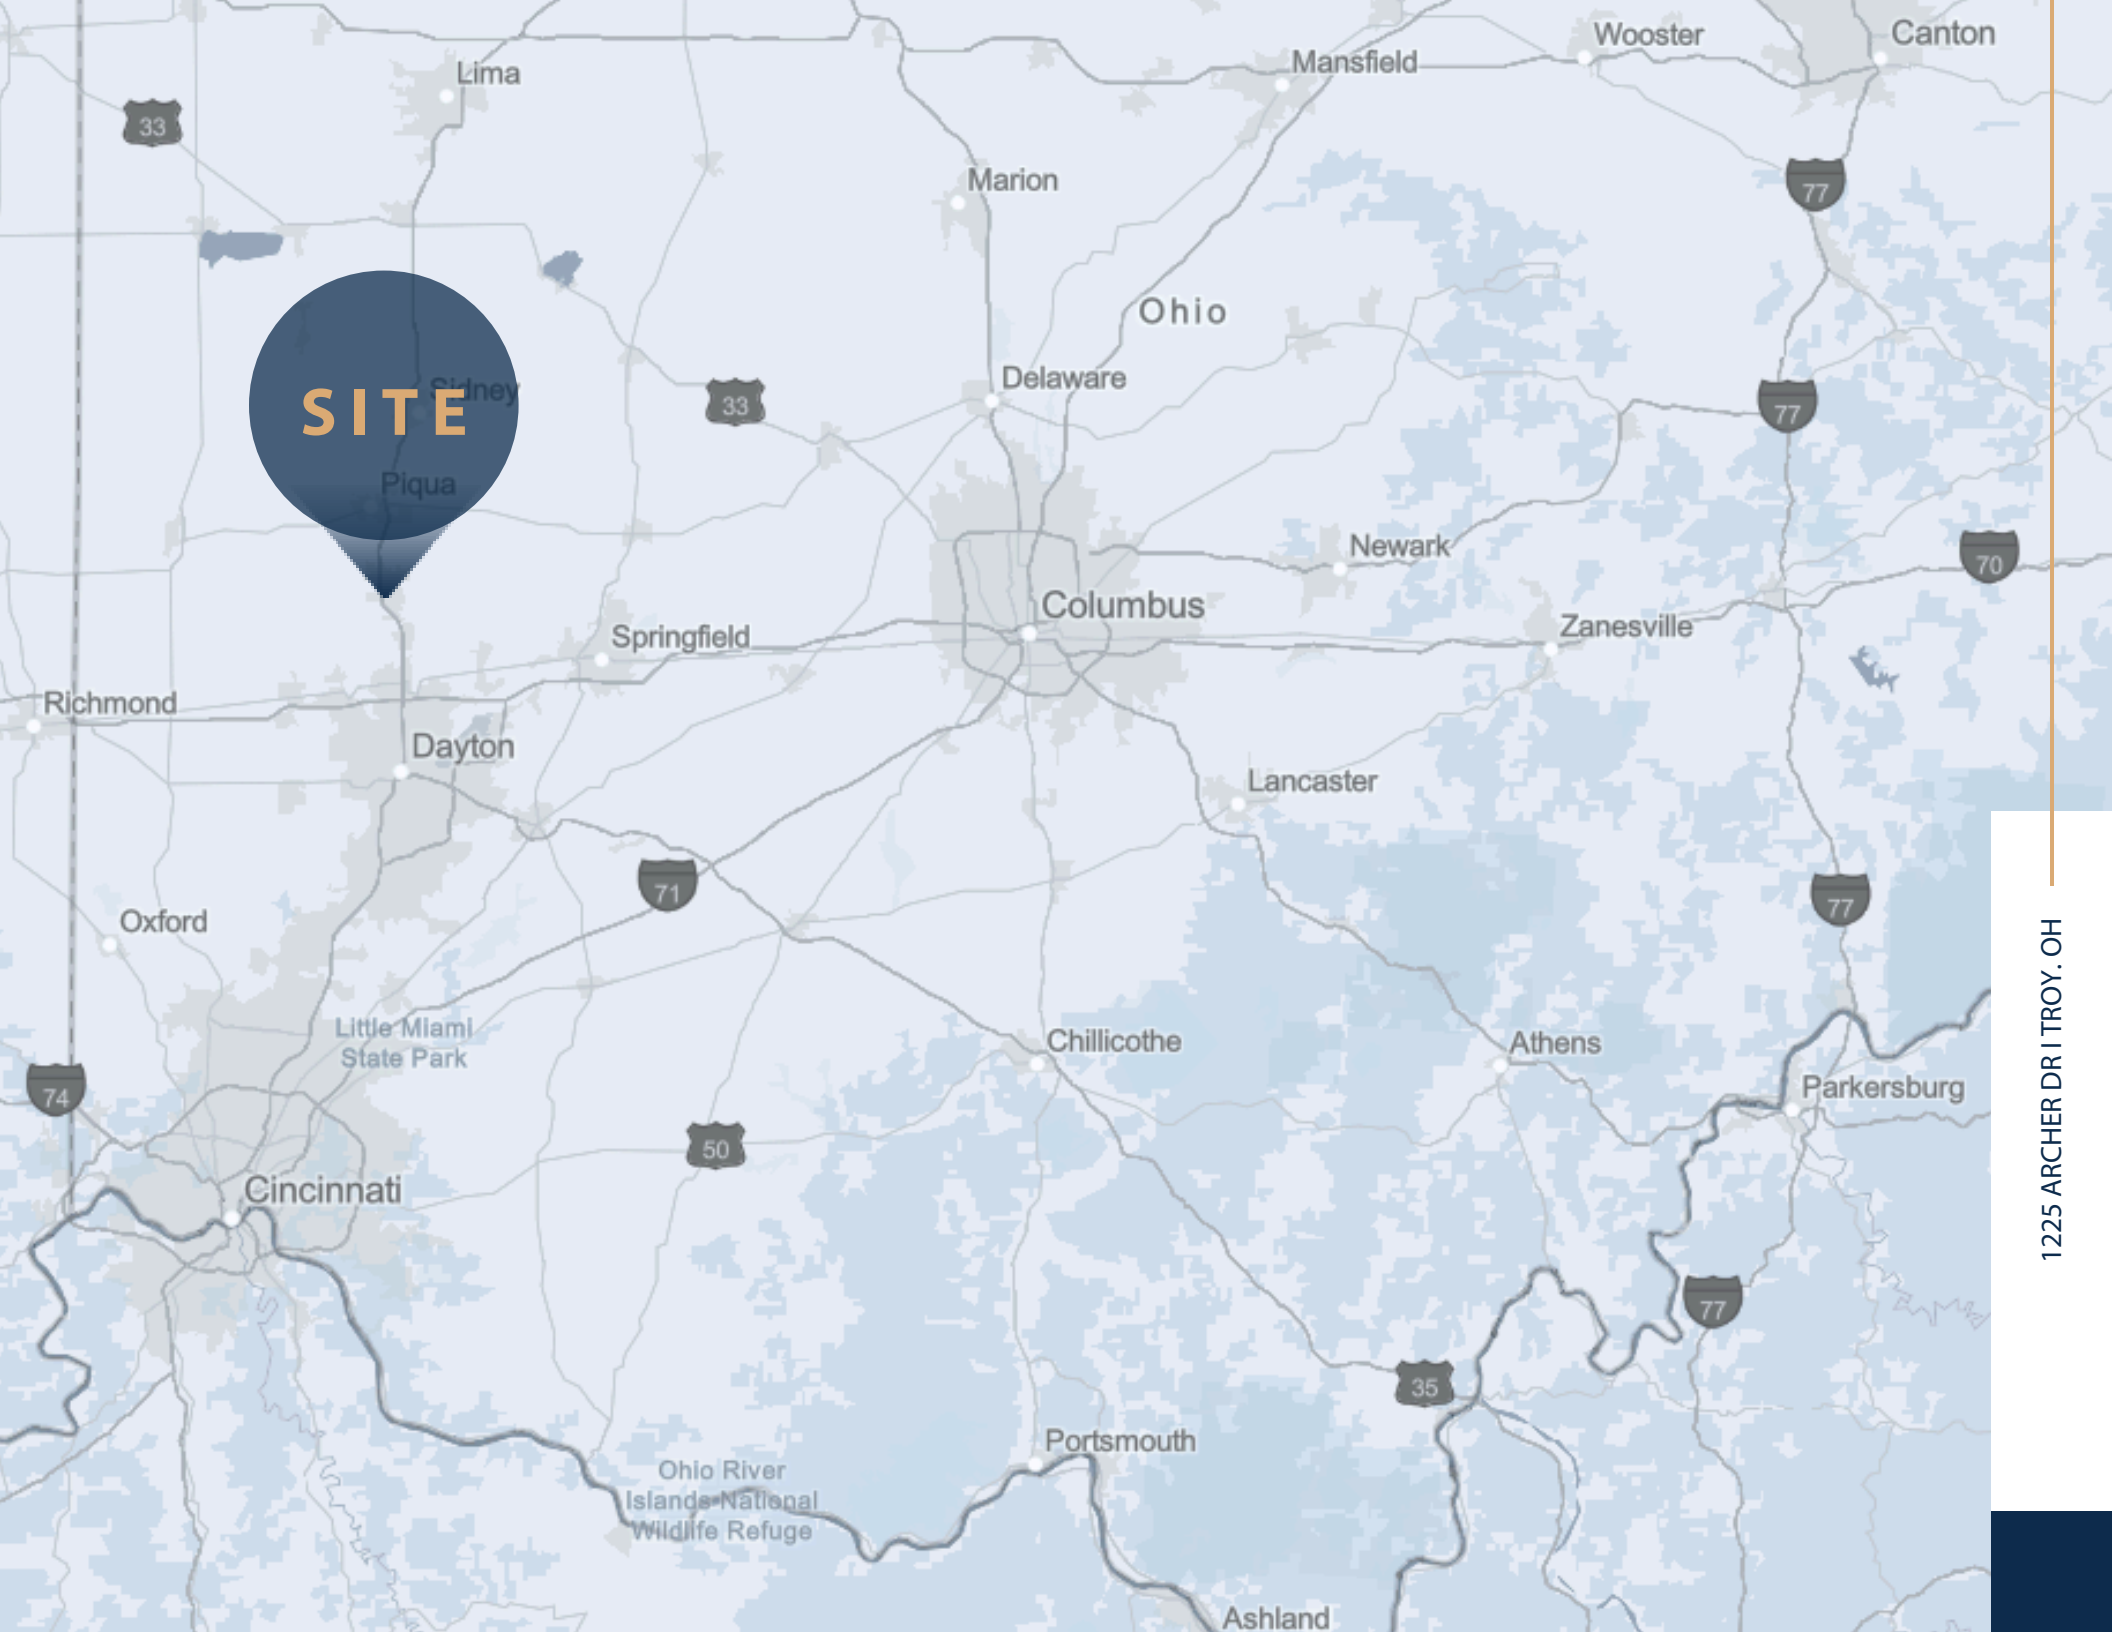 Wooster
Canton
Mansfield
Lima
33
Marion
77
Ohio
Sidney
SITE
Delaware
33
77
Piqua
Newark
70
Columbus
Springfield
Zanesville
Richmond
Dayton
Lancaster
71
77
Oxford
Little Miami
State Park
Chillicothe
Athens
74
Parkersburg
50
Cincinnati
77
35
Portsmouth
Ohio River
Islands National
Wildlife Refuge
Ashland
1225 ARCHER DR I TROY. OH